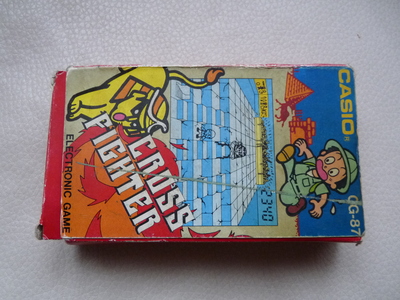 CASIO
CG-87
CROSS
FIGHTER
ELECTRONIC GAME
2340